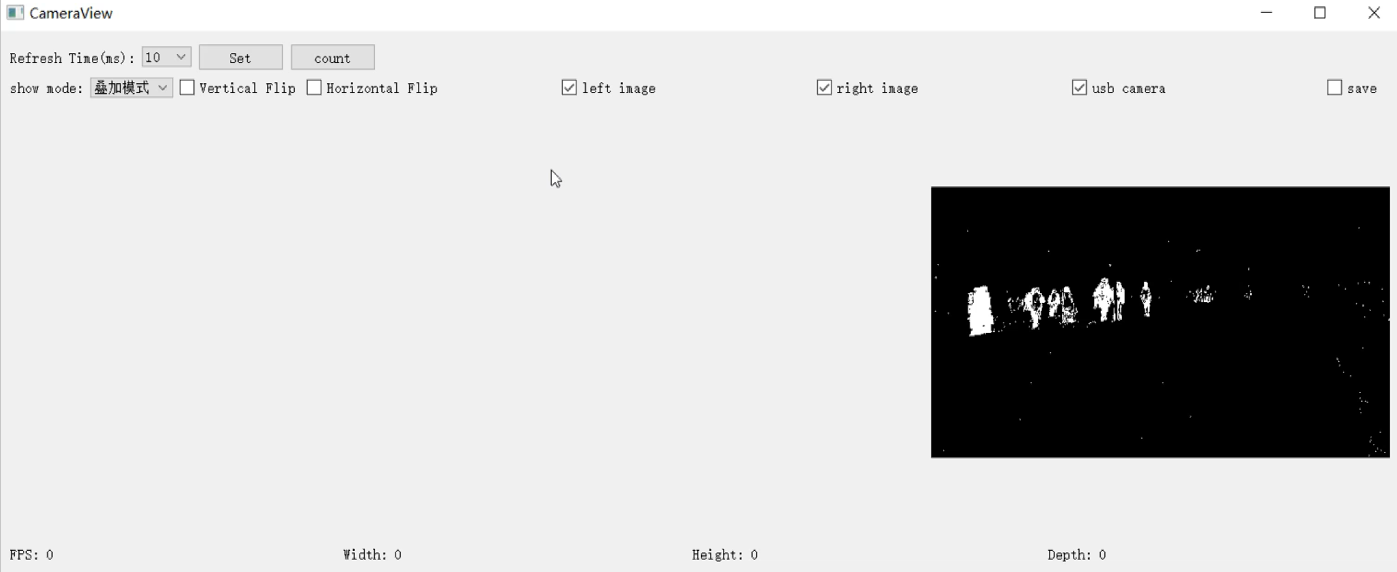 CameraView
Refresh Time(ms): 10 Set count
show mode: 叠加模式 Vertical Flip Horizontal Flip left image right image usb camera save
FPS: 0 Width: 0 Height: 0 Depth: 0